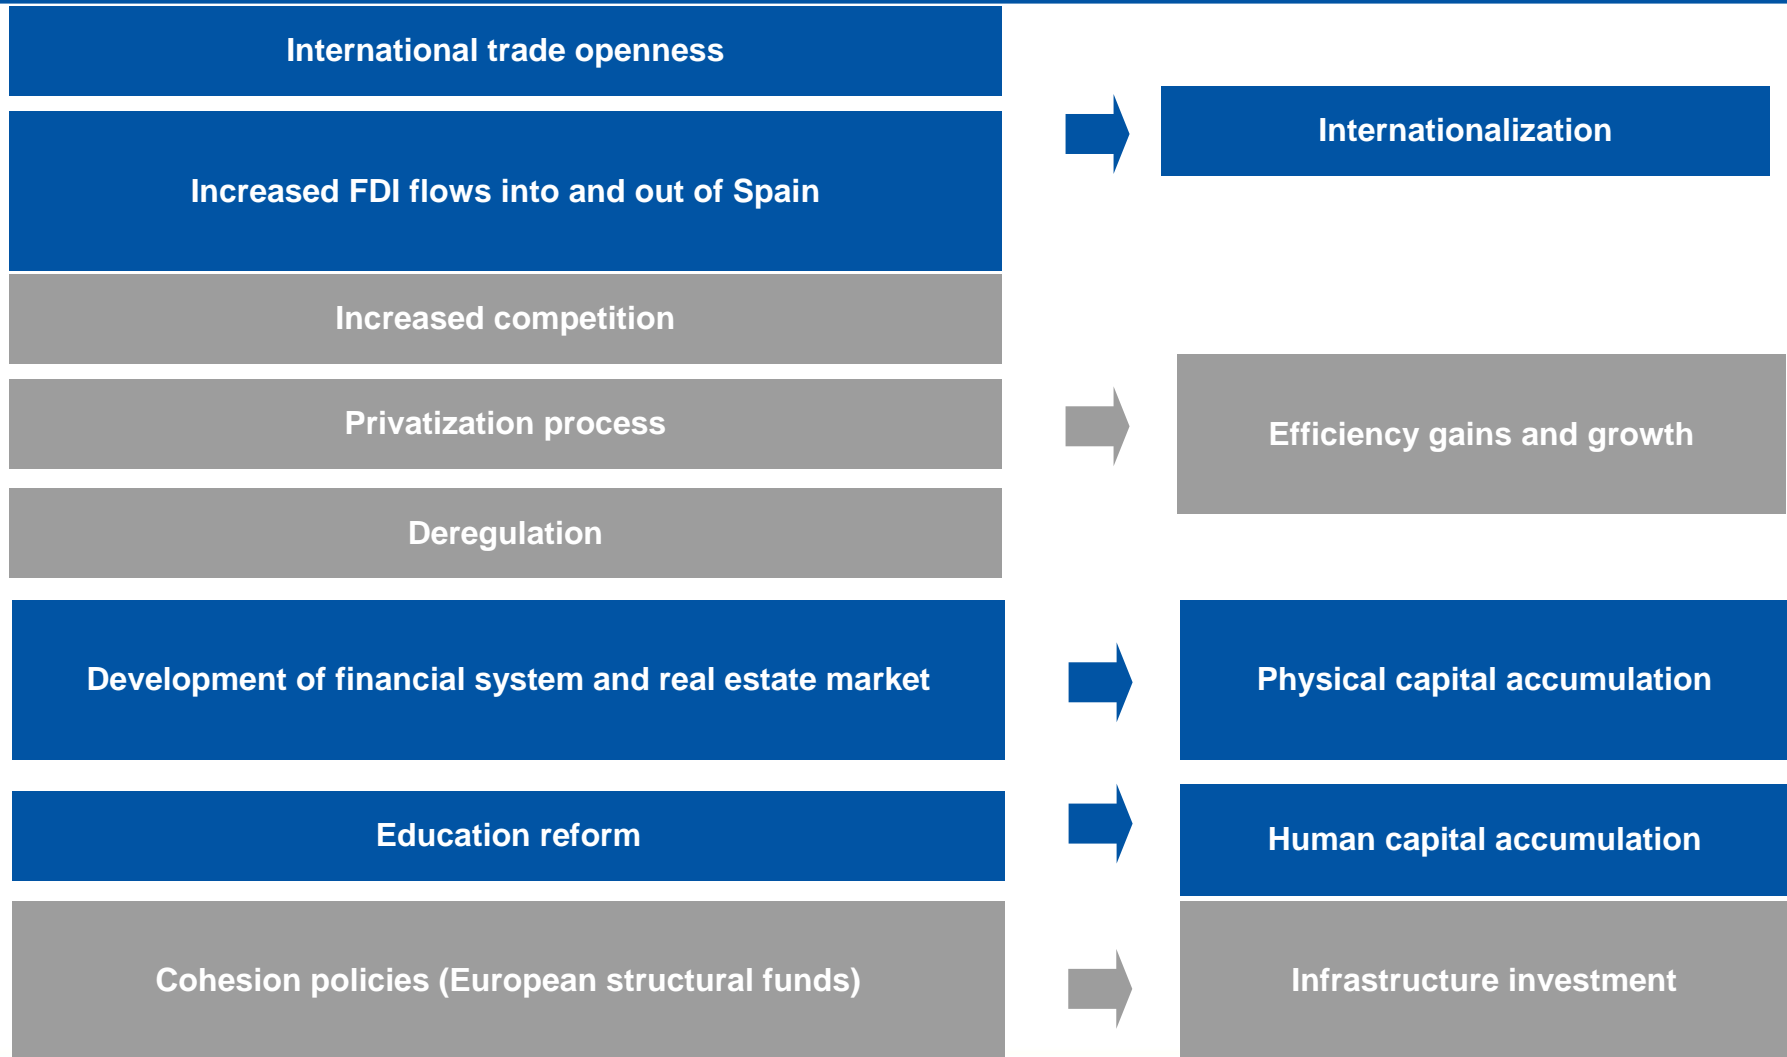 International trade openness
Increased FDI flows into and out of Spain
Internationalization
Increased competition
Privatization process
Deregulation
Efficiency gains and growth
Development of financial system and real estate market
Physical capital accumulation
Education reform
Human capital accumulation
Cohesion policies (European structural funds)
Infrastructure investment